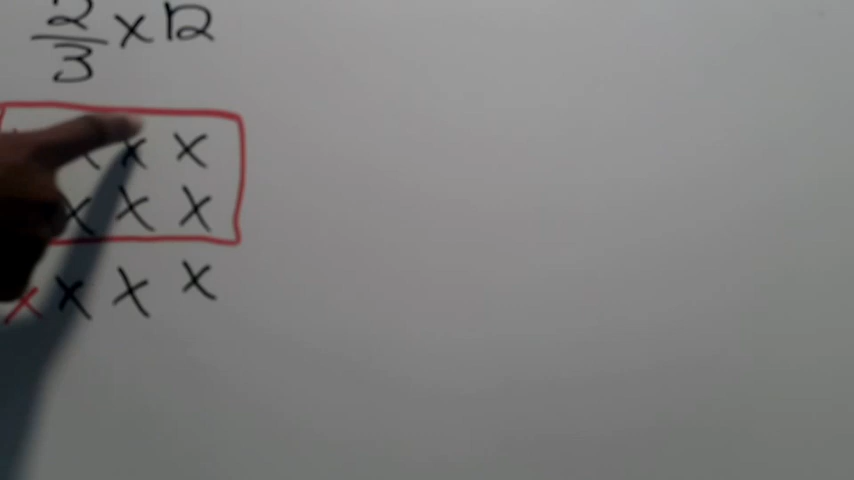 2/3 × 12
x x x
x x x
x x x x